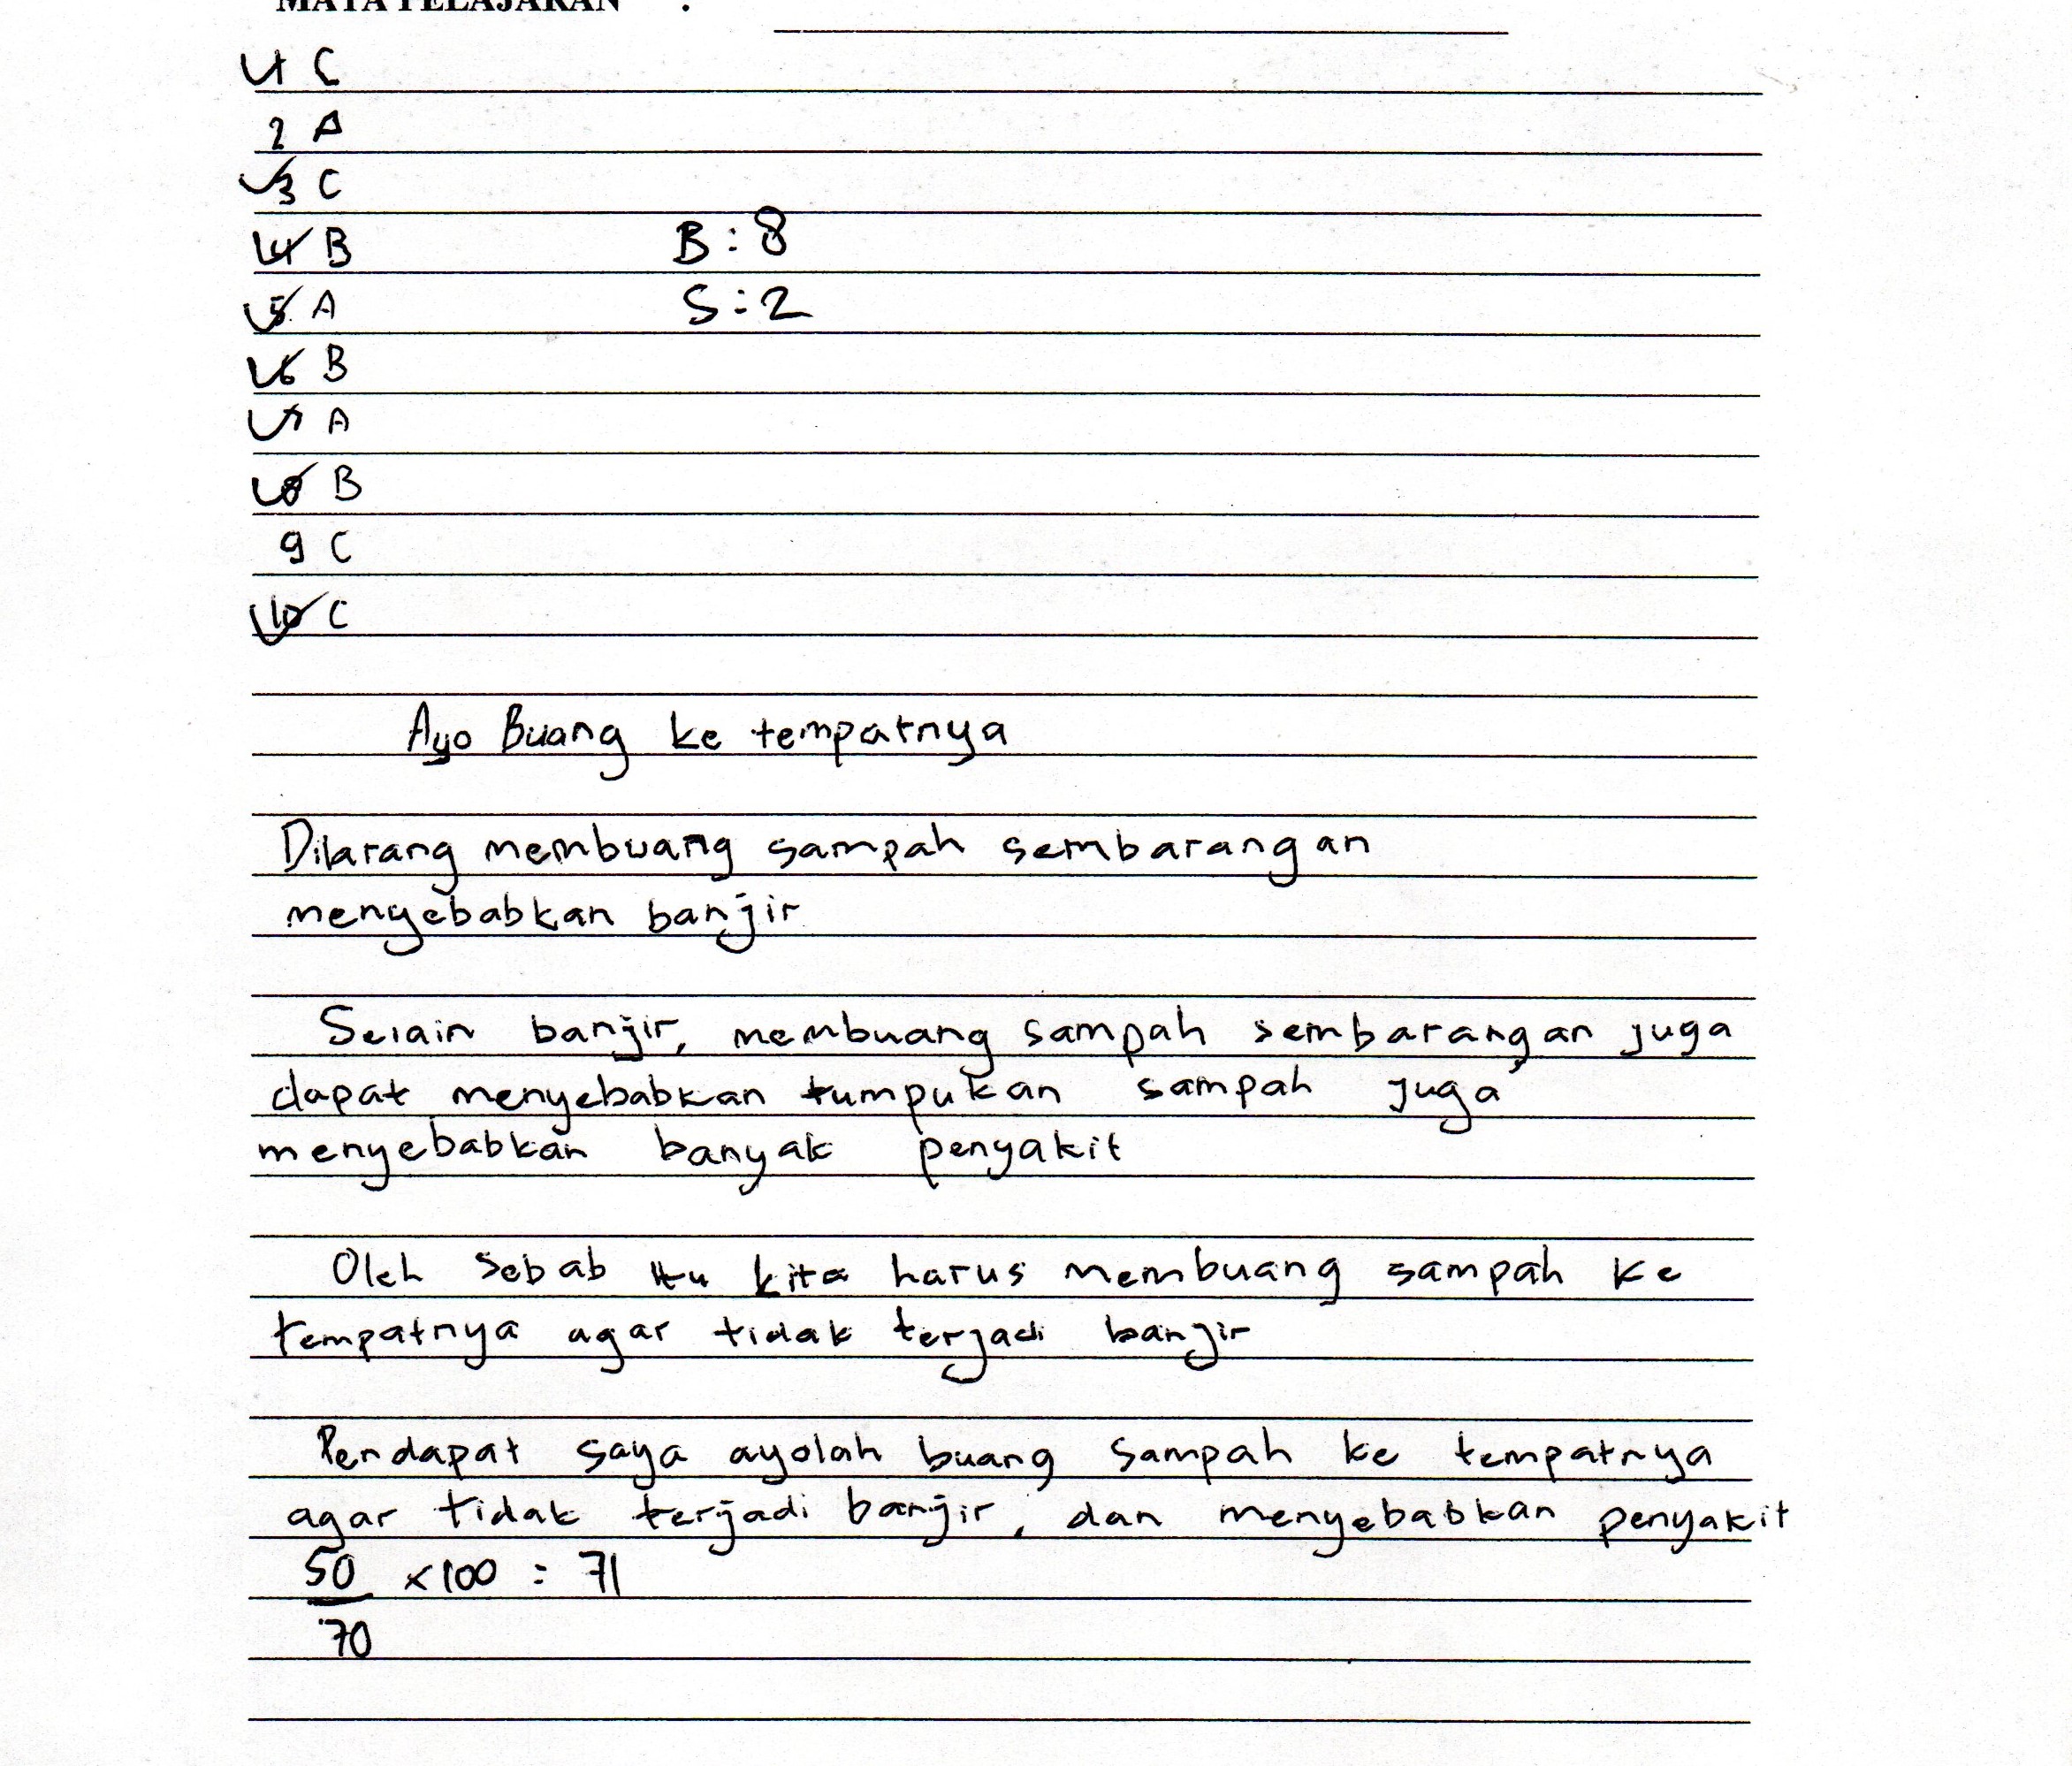 MATA PELAJARAN :
1 C
2 A
3 C
4 B B : 8
5 A S : 2
6 B
7 A
8 B
9 C
10 C
Ayo Buang ke tempatnya
Dilarang membuang sampah sembarangan
menyebabkan banjir
Selain banjir, membuang sampah sembarangan juga
dapat menyebabkan tumpukan sampah juga
menyebabkan banyak penyakit
Oleh sebab itu kita harus membuang sampah ke
tempatnya agar tidak terjadi banjir
Pendapat saya ayolah buang sampah ke tempatnya
agar tidak terjadi banjir, dan menyebabkan penyakit
50 × 100 = 71
70